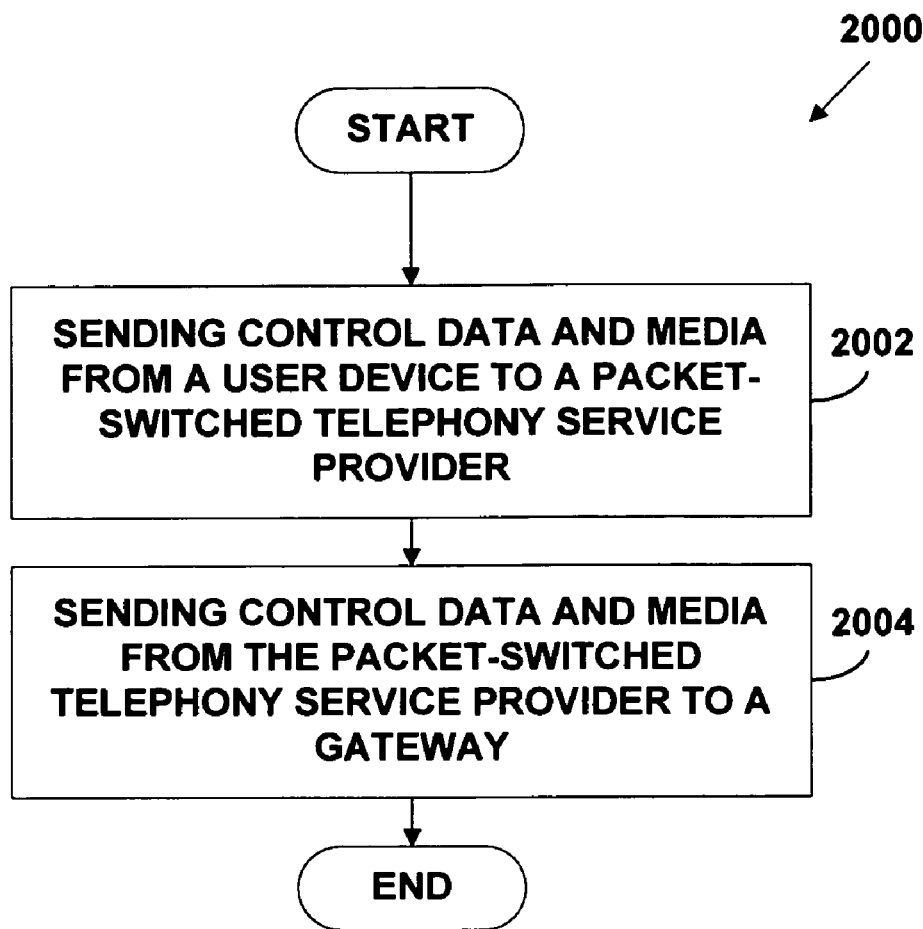 2000
START
SENDING CONTROL DATA AND MEDIA
FROM A USER DEVICE TO A PACKET-
SWITCHED TELEPHONY SERVICE
PROVIDER
2002
SENDING CONTROL DATA AND MEDIA
FROM THE PACKET-SWITCHED
TELEPHONY SERVICE PROVIDER TO A
GATEWAY
2004
END